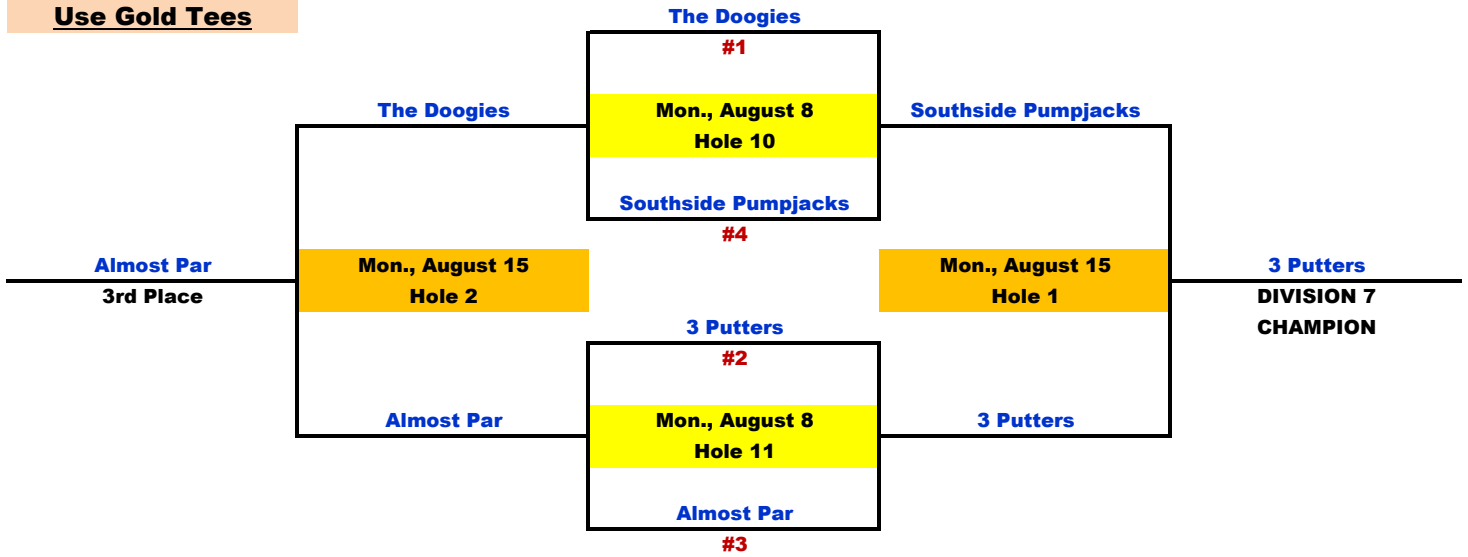 Use Gold Tees
The Doogies
#1
The Doogies
Mon., August 8
Hole 10
Southside Pumpjacks
Southside Pumpjacks
#4
Almost Par
3rd Place
Mon., August 15
Hole 2
Mon., August 15
Hole 1
3 Putters
DIVISION 7
CHAMPION
3 Putters
#2
Almost Par
Mon., August 8
Hole 11
3 Putters
Almost Par
#3